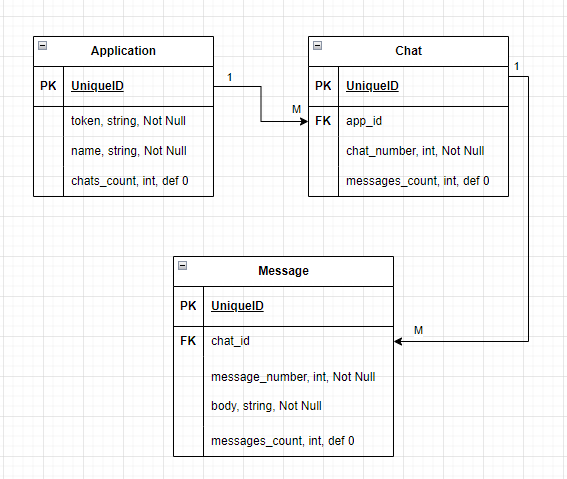 Application
PK UniqueID
token, string, Not Null
name, string, Not Null
chats_count, int, def 0
1
M
Chat
PK UniqueID
FK app_id
chat_number, int, Not Null
messages_count, int, def 0
1
M
Message
PK UniqueID
FK chat_id
message_number, int, Not Null
body, string, Not Null
messages_count, int, def 0